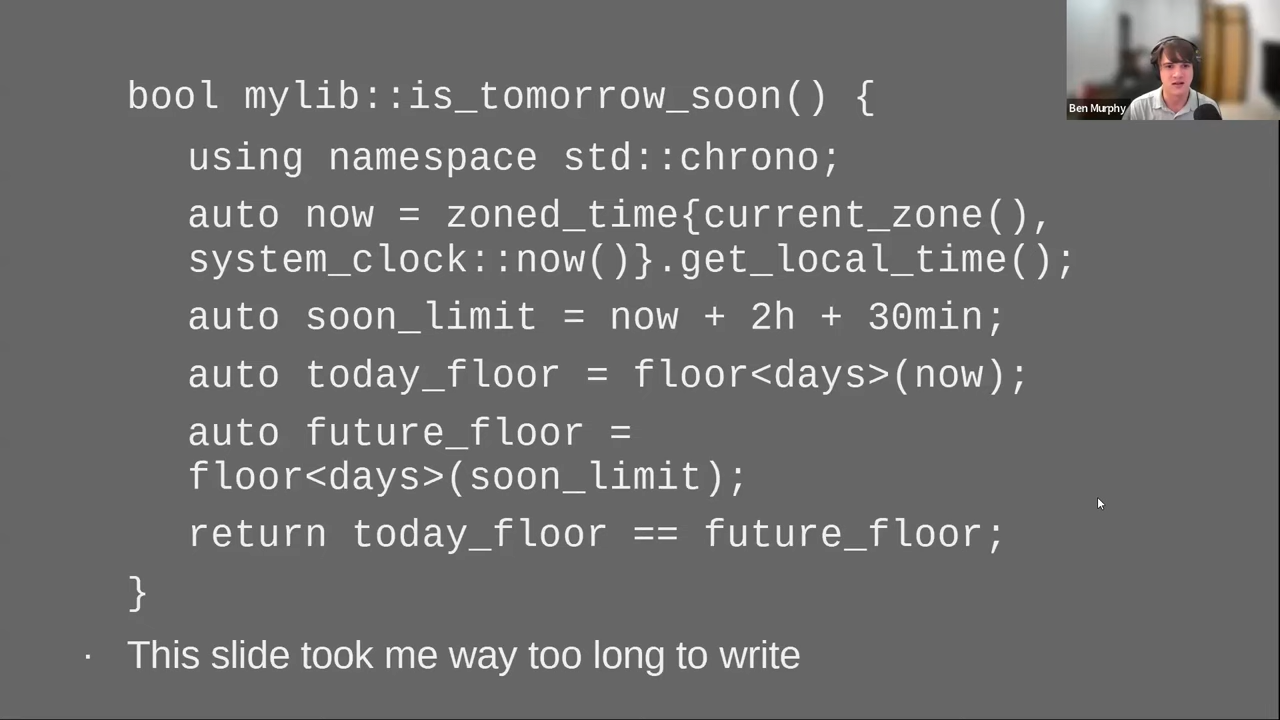 bool mylib::is_tomorrow_soon() {
using namespace std::chrono;
auto now = zoned_time{current_zone(),
system_clock::now()}.get_local_time();
auto soon_limit = now + 2h + 30min;
auto today_floor = floor<days>(now);
auto future_floor =
floor<days>(soon_limit);
return today_floor == future_floor;
}
· This slide took me way too long to write
Ben Murphy